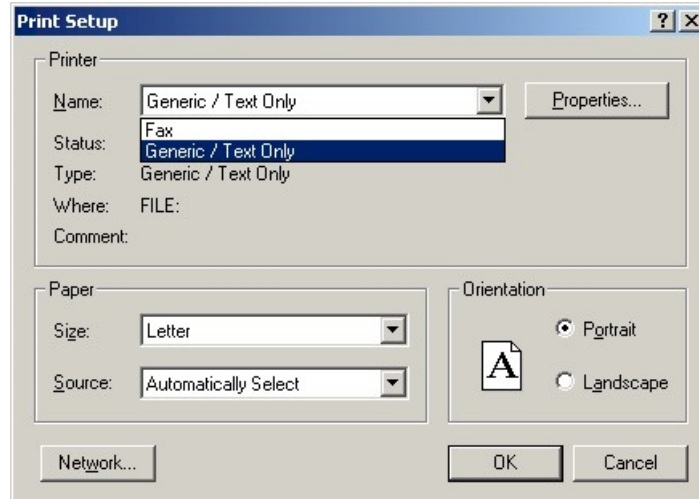 Print Setup
Printer
Name: Generic / Text Only Properties...
Fax
Status: Generic / Text Only
Type: Generic / Text Only
Where: FILE:
Comment:
Paper
Size: Letter
Source: Automatically Select
Orientation
A
Portrait
Landscape
Network... OK Cancel